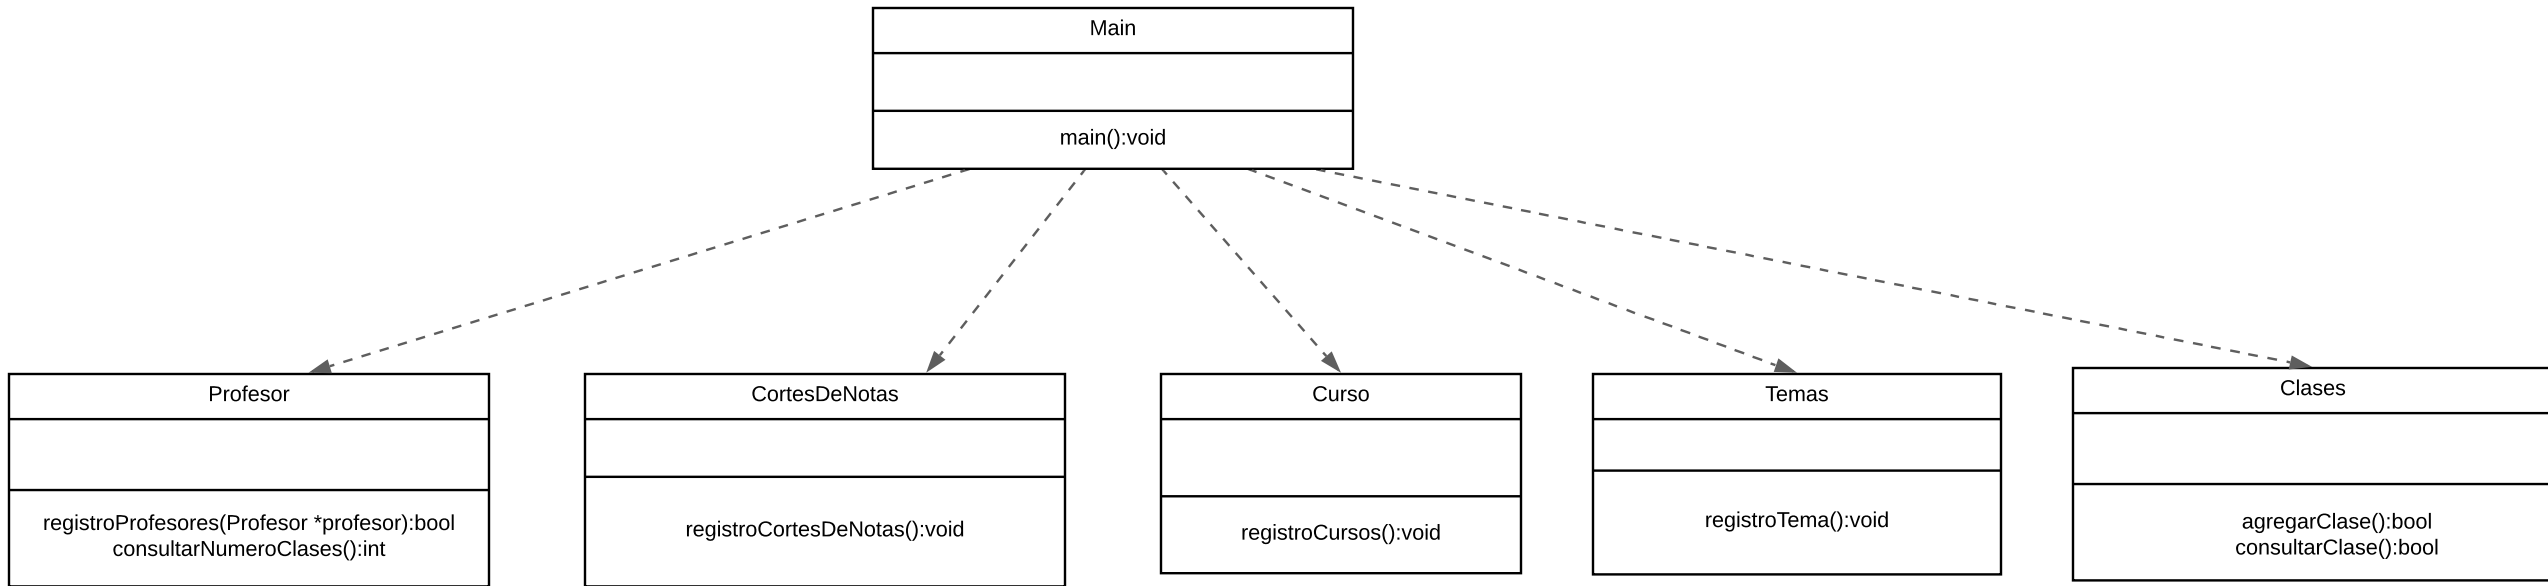 Main
main():void
Profesor
registroProfesores(Profesor *profesor):bool
consultarNumeroClases():int
CortesDeNotas
registroCortesDeNotas():void
Curso
registroCursos():void
Temas
registroTema():void
Clases
agregarClase():bool
consultarClase():bool